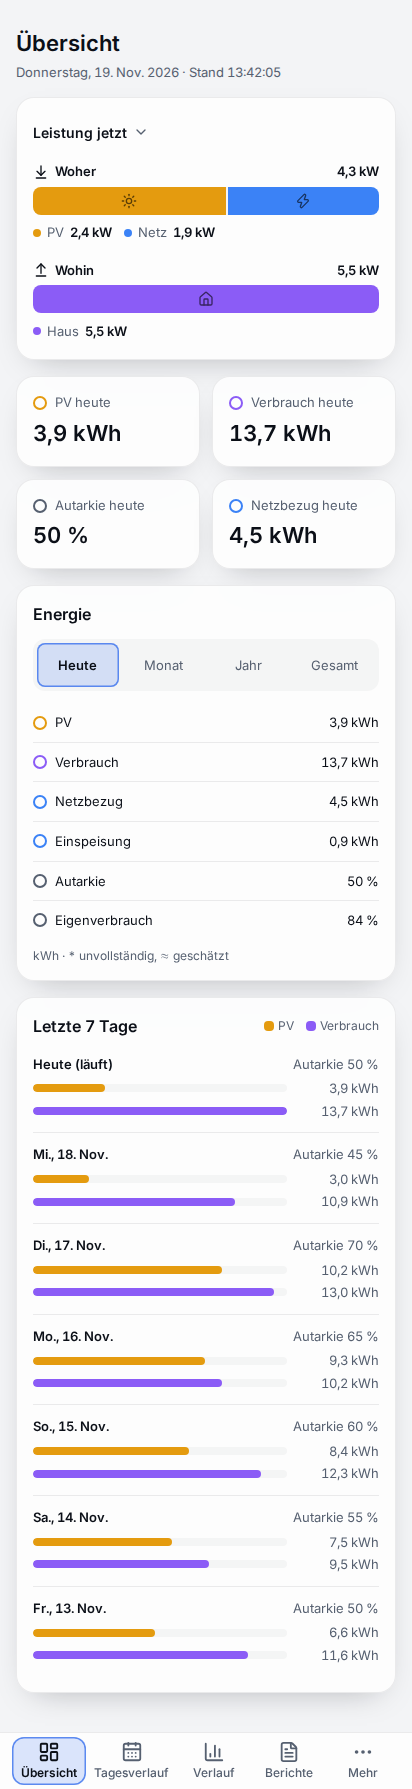 Übersicht
Donnerstag, 19. Nov. 2026 · Stand 13:42:05
Leistung jetzt
Woher 4,3 kW
PV 2,4 kW Netz 1,9 kW
Wohin 5,5 kW
Haus 5,5 kW
PV heute
3,9 kWh
Verbrauch heute
13,7 kWh
Autarkie heute
50 %
Netzbezug heute
4,5 kWh
Energie
Heute Monat Jahr Gesamt
PV 3,9 kWh
Verbrauch 13,7 kWh
Netzbezug 4,5 kWh
Einspeisung 0,9 kWh
Autarkie 50 %
Eigenverbrauch 84 %
kWh · * unvollständig, ≈ geschätzt
Letzte 7 Tage PV Verbrauch
Heute (läuft) Autarkie 50 %
3,9 kWh
13,7 kWh
Mi., 18. Nov. Autarkie 45 %
3,0 kWh
10,9 kWh
Di., 17. Nov. Autarkie 70 %
10,2 kWh
13,0 kWh
Mo., 16. Nov. Autarkie 65 %
9,3 kWh
10,2 kWh
So., 15. Nov. Autarkie 60 %
8,4 kWh
12,3 kWh
Sa., 14. Nov. Autarkie 55 %
7,5 kWh
9,5 kWh
Fr., 13. Nov. Autarkie 50 %
6,6 kWh
11,6 kWh
Übersicht Tagesverlauf Verlauf Berichte Mehr